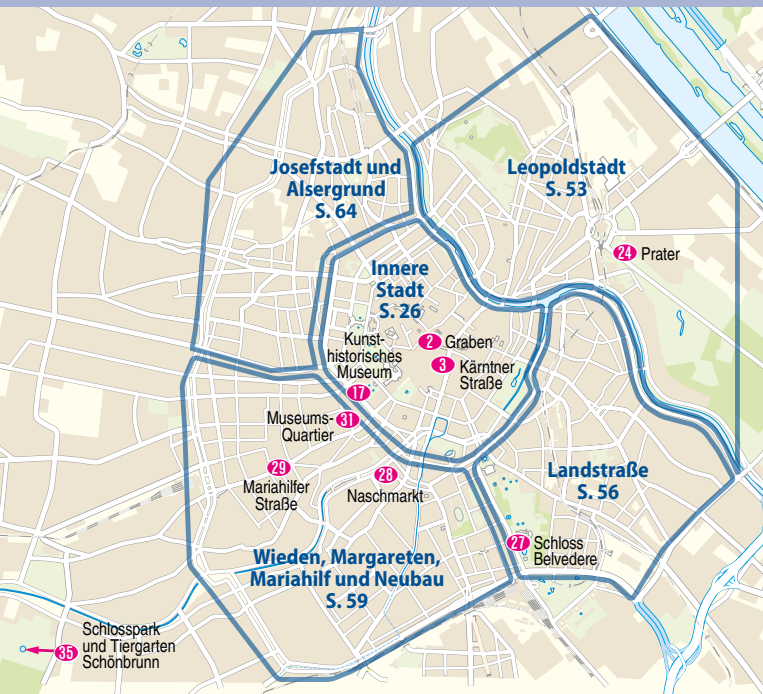 Josefstadt und
Alsergrund
S. 64
Leopoldstadt
S. 53
24 Prater
Innere
Stadt
S. 26
Kunst-
historisches
Museum
17
2 Graben
3 Kärntner
Straße
Museums-
Quartier
31
29
Mariahilfer
Straße
28
Naschmarkt
Landstraße
S. 56
27 Schloss
Belvedere
Wieden, Margareten,
Mariahilf und Neubau
S. 59
35 Schlosspark
und Tiergarten
Schönbrunn